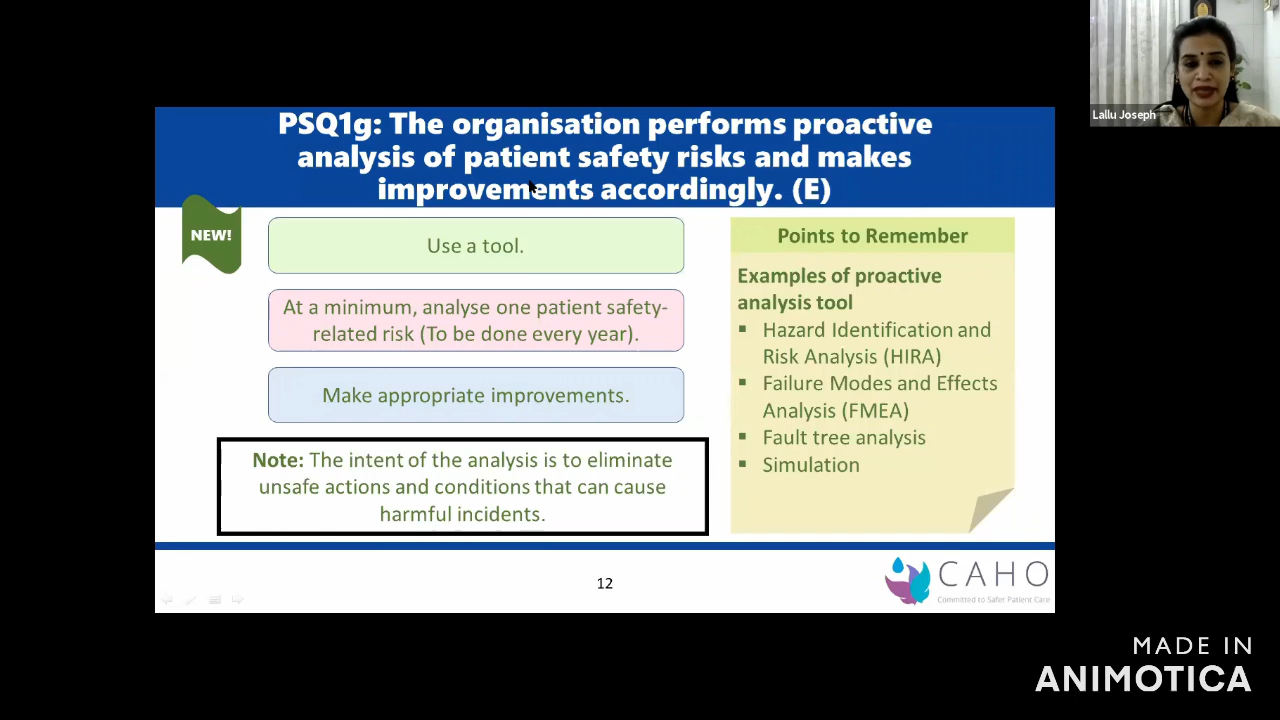 Lallu Joseph
PSQ1g: The organisation performs proactive
analysis of patient safety risks and makes
improvements accordingly. (E)
NEW!
Use a tool.
At a minimum, analyse one patient safety-
related risk (To be done every year).
Make appropriate improvements.
Note: The intent of the analysis is to eliminate
unsafe actions and conditions that can cause
harmful incidents.
Points to Remember
Examples of proactive
analysis tool
▪ Hazard Identification and
Risk Analysis (HIRA)
▪ Failure Modes and Effects
Analysis (FMEA)
▪ Fault tree analysis
▪ Simulation
12
CAHO
Committed to Safer Patient Care
MADE IN
ANIMOTICA